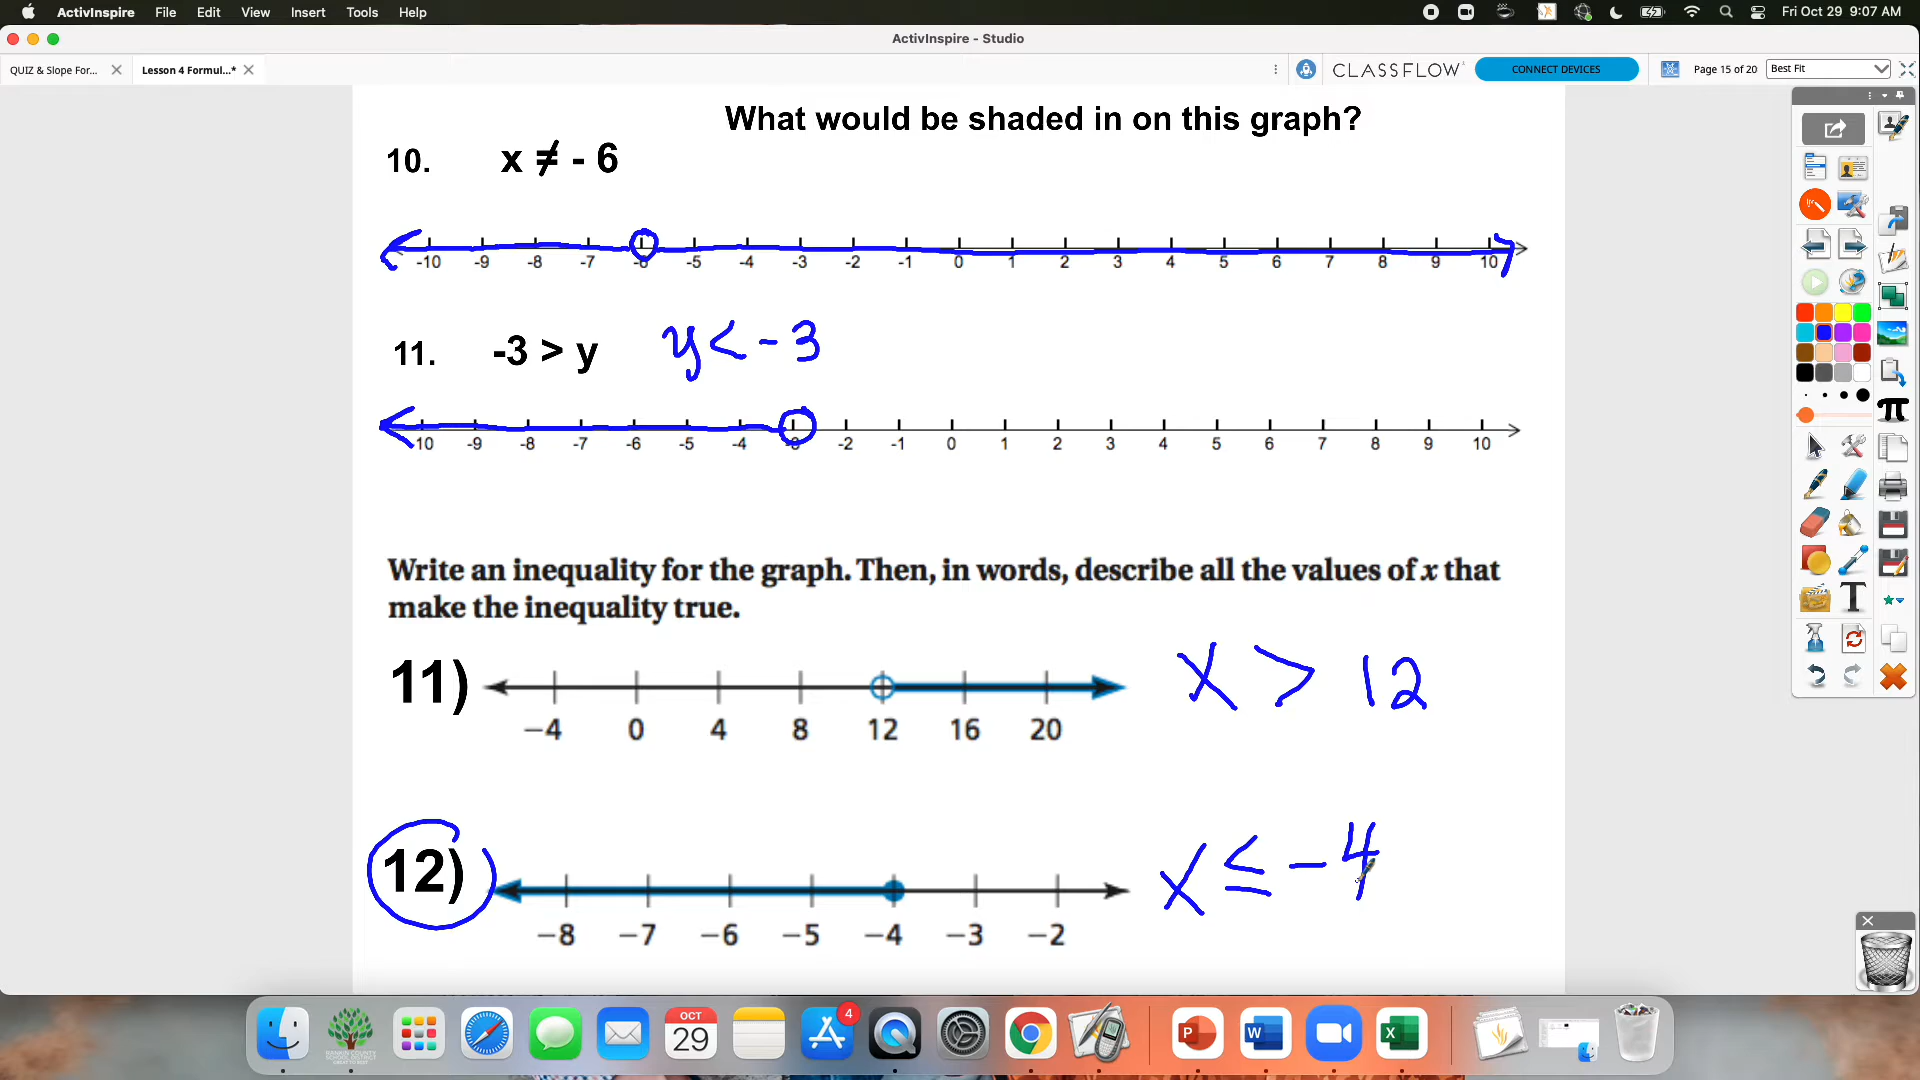 ActivInspire File Edit View Insert Tools Help Fri Oct 29 9:07 AM
ActivInspire - Studio
QUIZ & Slope For... Lesson 4 Formul...* CLASSFLOW CONNECT DEVICES Page 15 of 20 Best Fit
What would be shaded in on this graph?
10. x ≠ - 6
-10 -9 -8 -7 -6 -5 -4 -3 -2 -1 0 1 2 3 4 5 6 7 8 9 10
11. -3 > y y < -3
-10 -9 -8 -7 -6 -5 -4 -3 -2 -1 0 1 2 3 4 5 6 7 8 9 10
Write an inequality for the graph. Then, in words, describe all the values of x that
make the inequality true.
11) x > 12
-4 0 4 8 12 16 20
12) x ≤ -4
-8 -7 -6 -5 -4 -3 -2
4
OCT
29